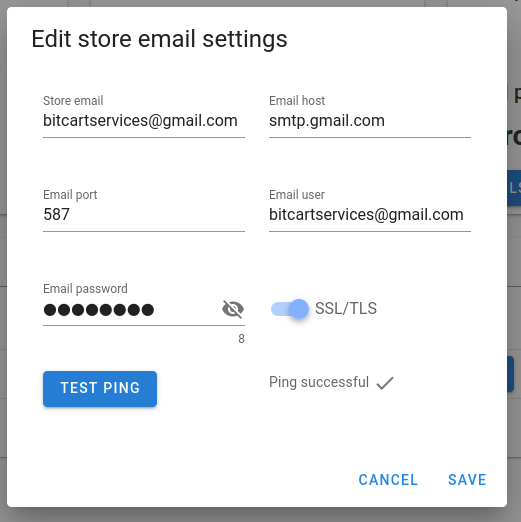 Edit store email settings
Store email
bitcartservices@gmail.com
Email host
smtp.gmail.com
Email port
587
Email user
bitcartservices@gmail.com
Email password
●●●●●●●●
8
SSL/TLS
TEST PING
Ping successful
CANCEL
SAVE